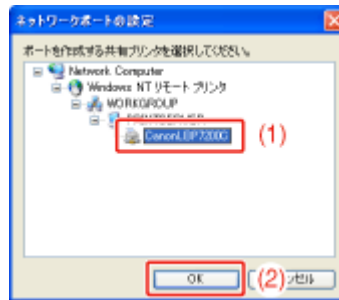 ネットワークポートの設定
ポートを作成する共有プリンタを選択してください。
Network Computer
Windows NT リモート プリンタ
WORKGROUP
PRINTSERVER
CanonLBP7200C
(1)
OK
(2)